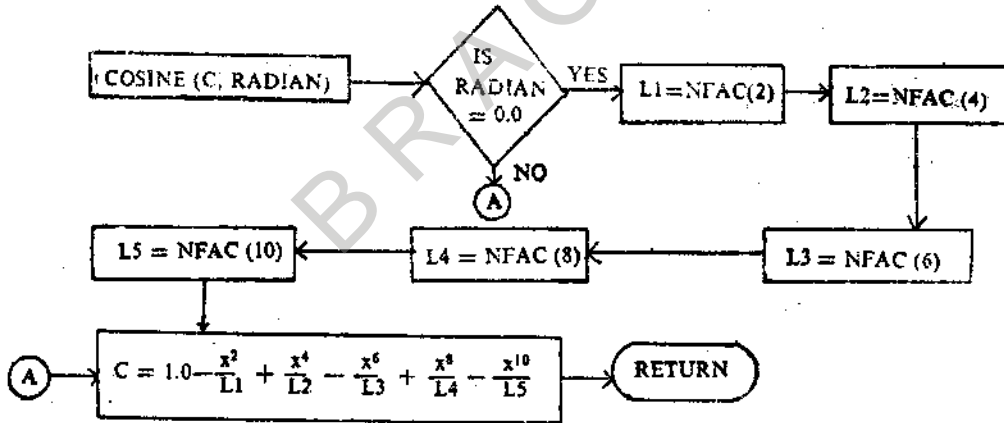 COSINE (C, RADIAN)
IS
RADIAN
= 0.0
YES
L1=NFAC(2)
L2=NFAC(4)
NO
A
L5 = NFAC (10)
L4 = NFAC (8)
L3 = NFAC (6)
A
C = 1.0 - x²/L1 + x⁴/L2 - x⁶/L3 + x⁸/L4 - x¹⁰/L5
RETURN
BRAC